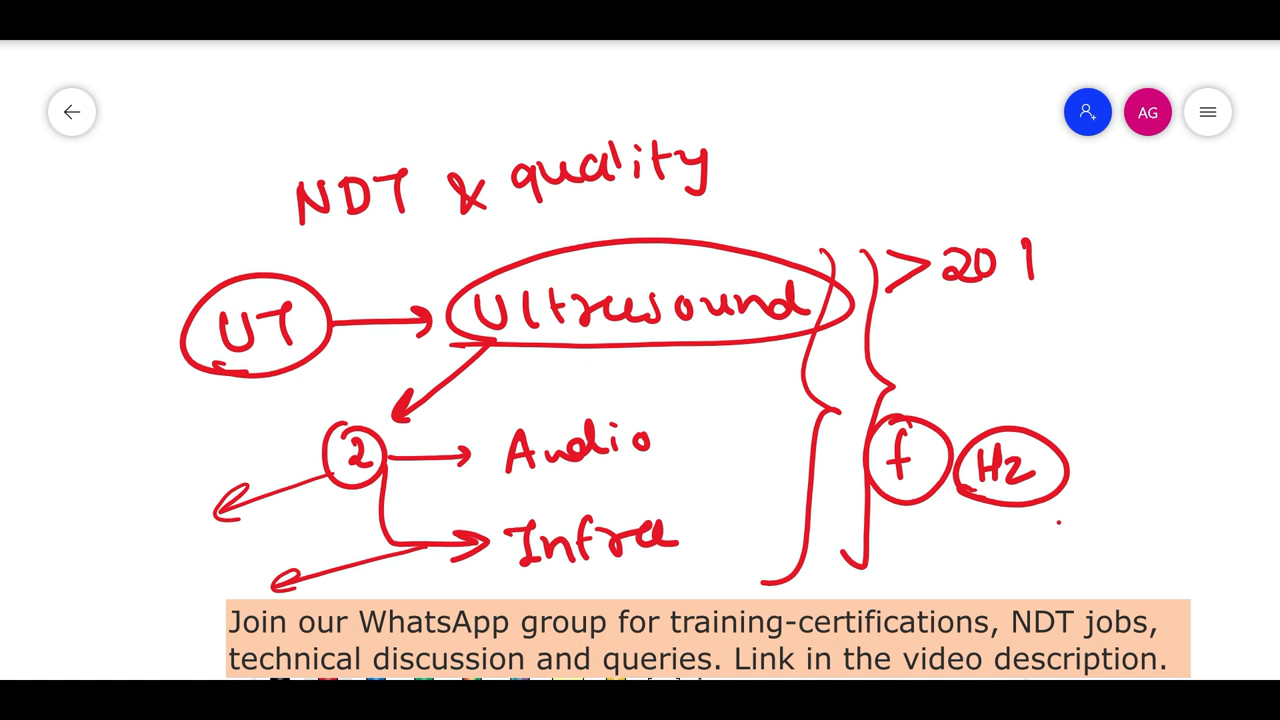 AG
NDT & quality
UT → Ultrasound > 20
2 → Audio f Hz
Infra
Join our WhatsApp group for training-certifications, NDT jobs,
technical discussion and queries. Link in the video description.